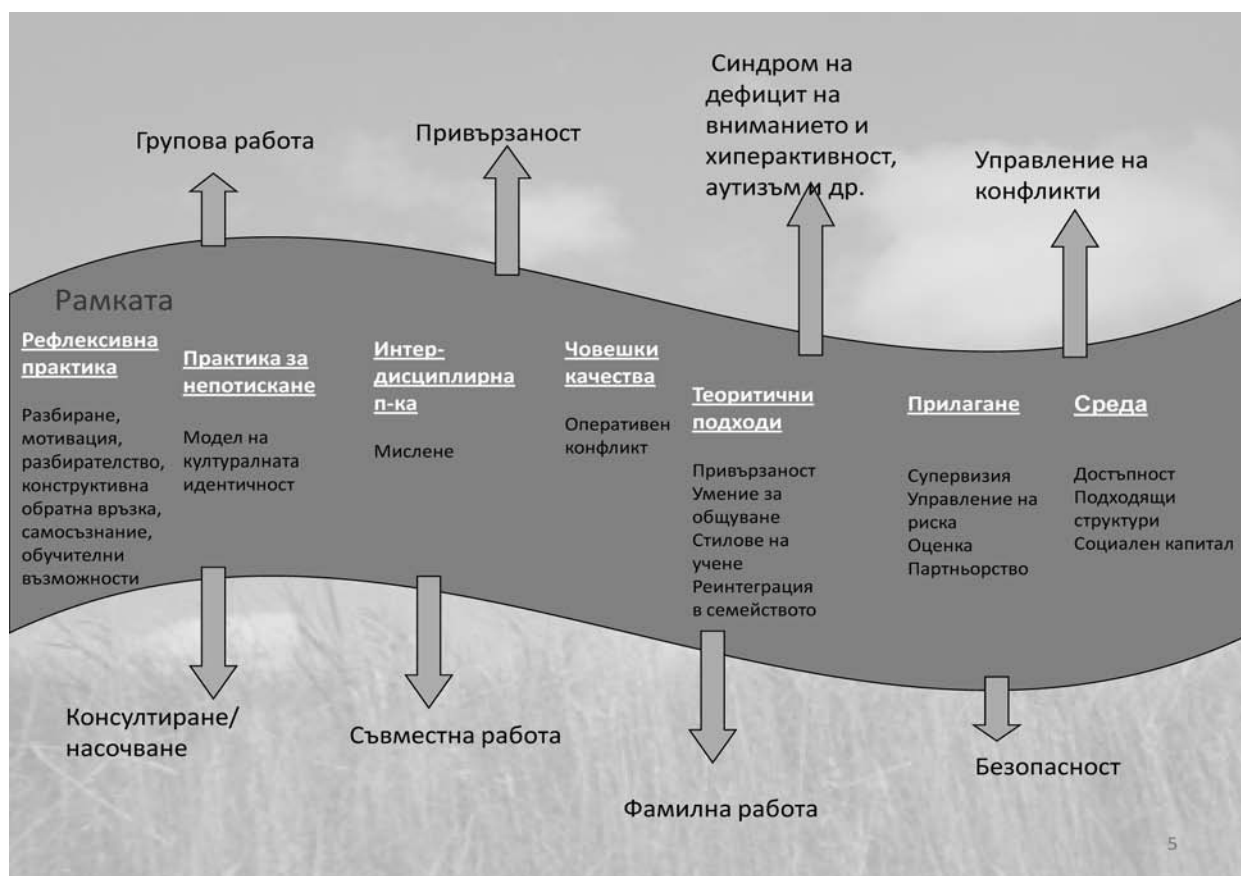 Групова работа
Привързаност
Синдром на
дефицит на
вниманието и
хиперактивност,
аутизъм и др.
Управление на
конфликти
Рамката
Рефлексивна
практика
Разбиране,
мотивация,
разбирателство,
конструктивна
обратна връзка,
самосъзнание,
обучителни
възможности
Практика за
непотискане
Модел на
културалната
идентичност
Интер-
дисциплирна
п-ка
Мислене
Човешки
качества
Оперативен
конфликт
Теоритични
подходи
Привързаност
Умение за
общуване
Стилове на
учене
Реинтеграция
в семейството
Прилагане
Супервизия
Управление на
риска
Оценка
Партньорство
Среда
Достъпност
Подходящи
структури
Социален капитал
Консултиране/
насочване
Съвместна работа
Фамилна работа
Безопасност
5